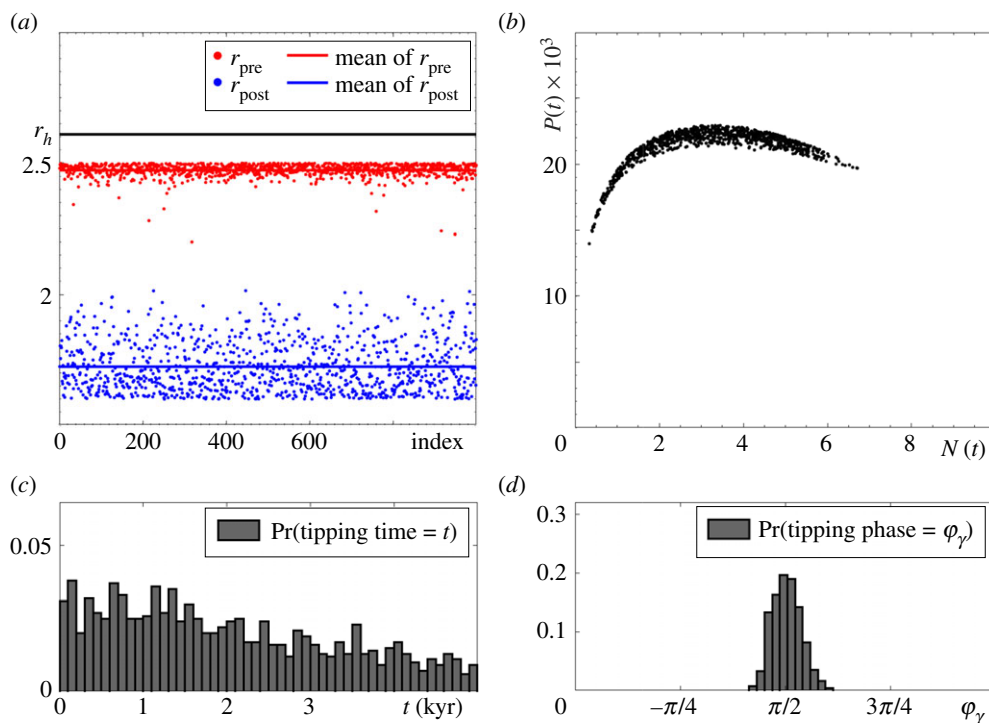 (a)
r_pre mean of r_pre
r_post mean of r_post
r_h
2.5
2
0 200 400 600 index
(b)
P(t) × 10³
20
10
0 2 4 6 8 N(t)
(c)
Pr(tipping time = t)
0.05
0
0 1 2 3 t (kyr)
(d)
Pr(tipping phase = φ_γ)
0.3
0.2
0.1
0 −π/4 π/2 3π/4 φ_γ